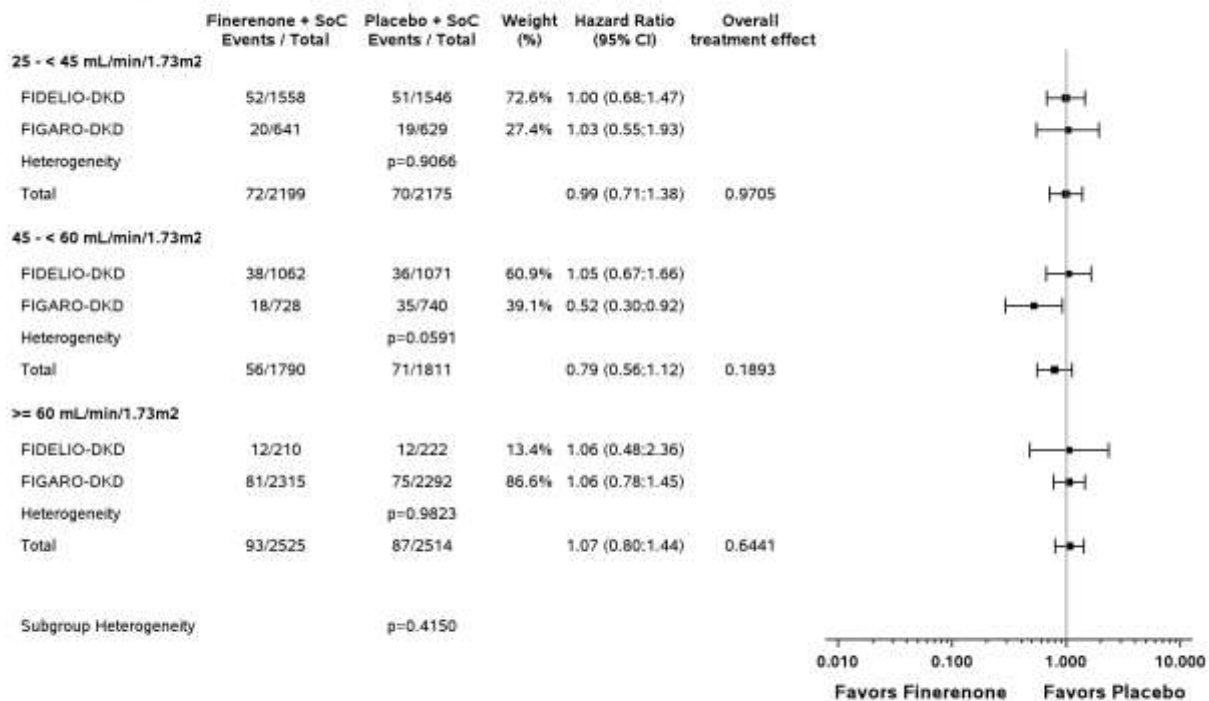 Finerenone + SoC Placebo + SoC Weight Hazard Ratio Overall
Events / Total Events / Total (%) (95% CI) treatment effect
25 - < 45 mL/min/1.73m2
FIDELIO-DKD 52/1558 51/1546 72.6% 1.00 (0.68;1.47)
FIGARO-DKD 20/641 19/629 27.4% 1.03 (0.55;1.93)
Heterogeneity p=0.9066
Total 72/2199 70/2175 0.99 (0.71;1.38) 0.9705
45 - < 60 mL/min/1.73m2
FIDELIO-DKD 38/1062 36/1071 60.9% 1.05 (0.67;1.66)
FIGARO-DKD 18/728 35/740 39.1% 0.52 (0.30;0.92)
Heterogeneity p=0.0591
Total 56/1790 71/1811 0.79 (0.56;1.12) 0.1893
>= 60 mL/min/1.73m2
FIDELIO-DKD 12/210 12/222 13.4% 1.06 (0.48;2.36)
FIGARO-DKD 81/2315 75/2292 86.6% 1.06 (0.78;1.45)
Heterogeneity p=0.9823
Total 93/2525 87/2514 1.07 (0.80;1.44) 0.6441
Subgroup Heterogeneity p=0.4150
0.010 0.100 1.000 10.000
Favors Finerenone Favors Placebo